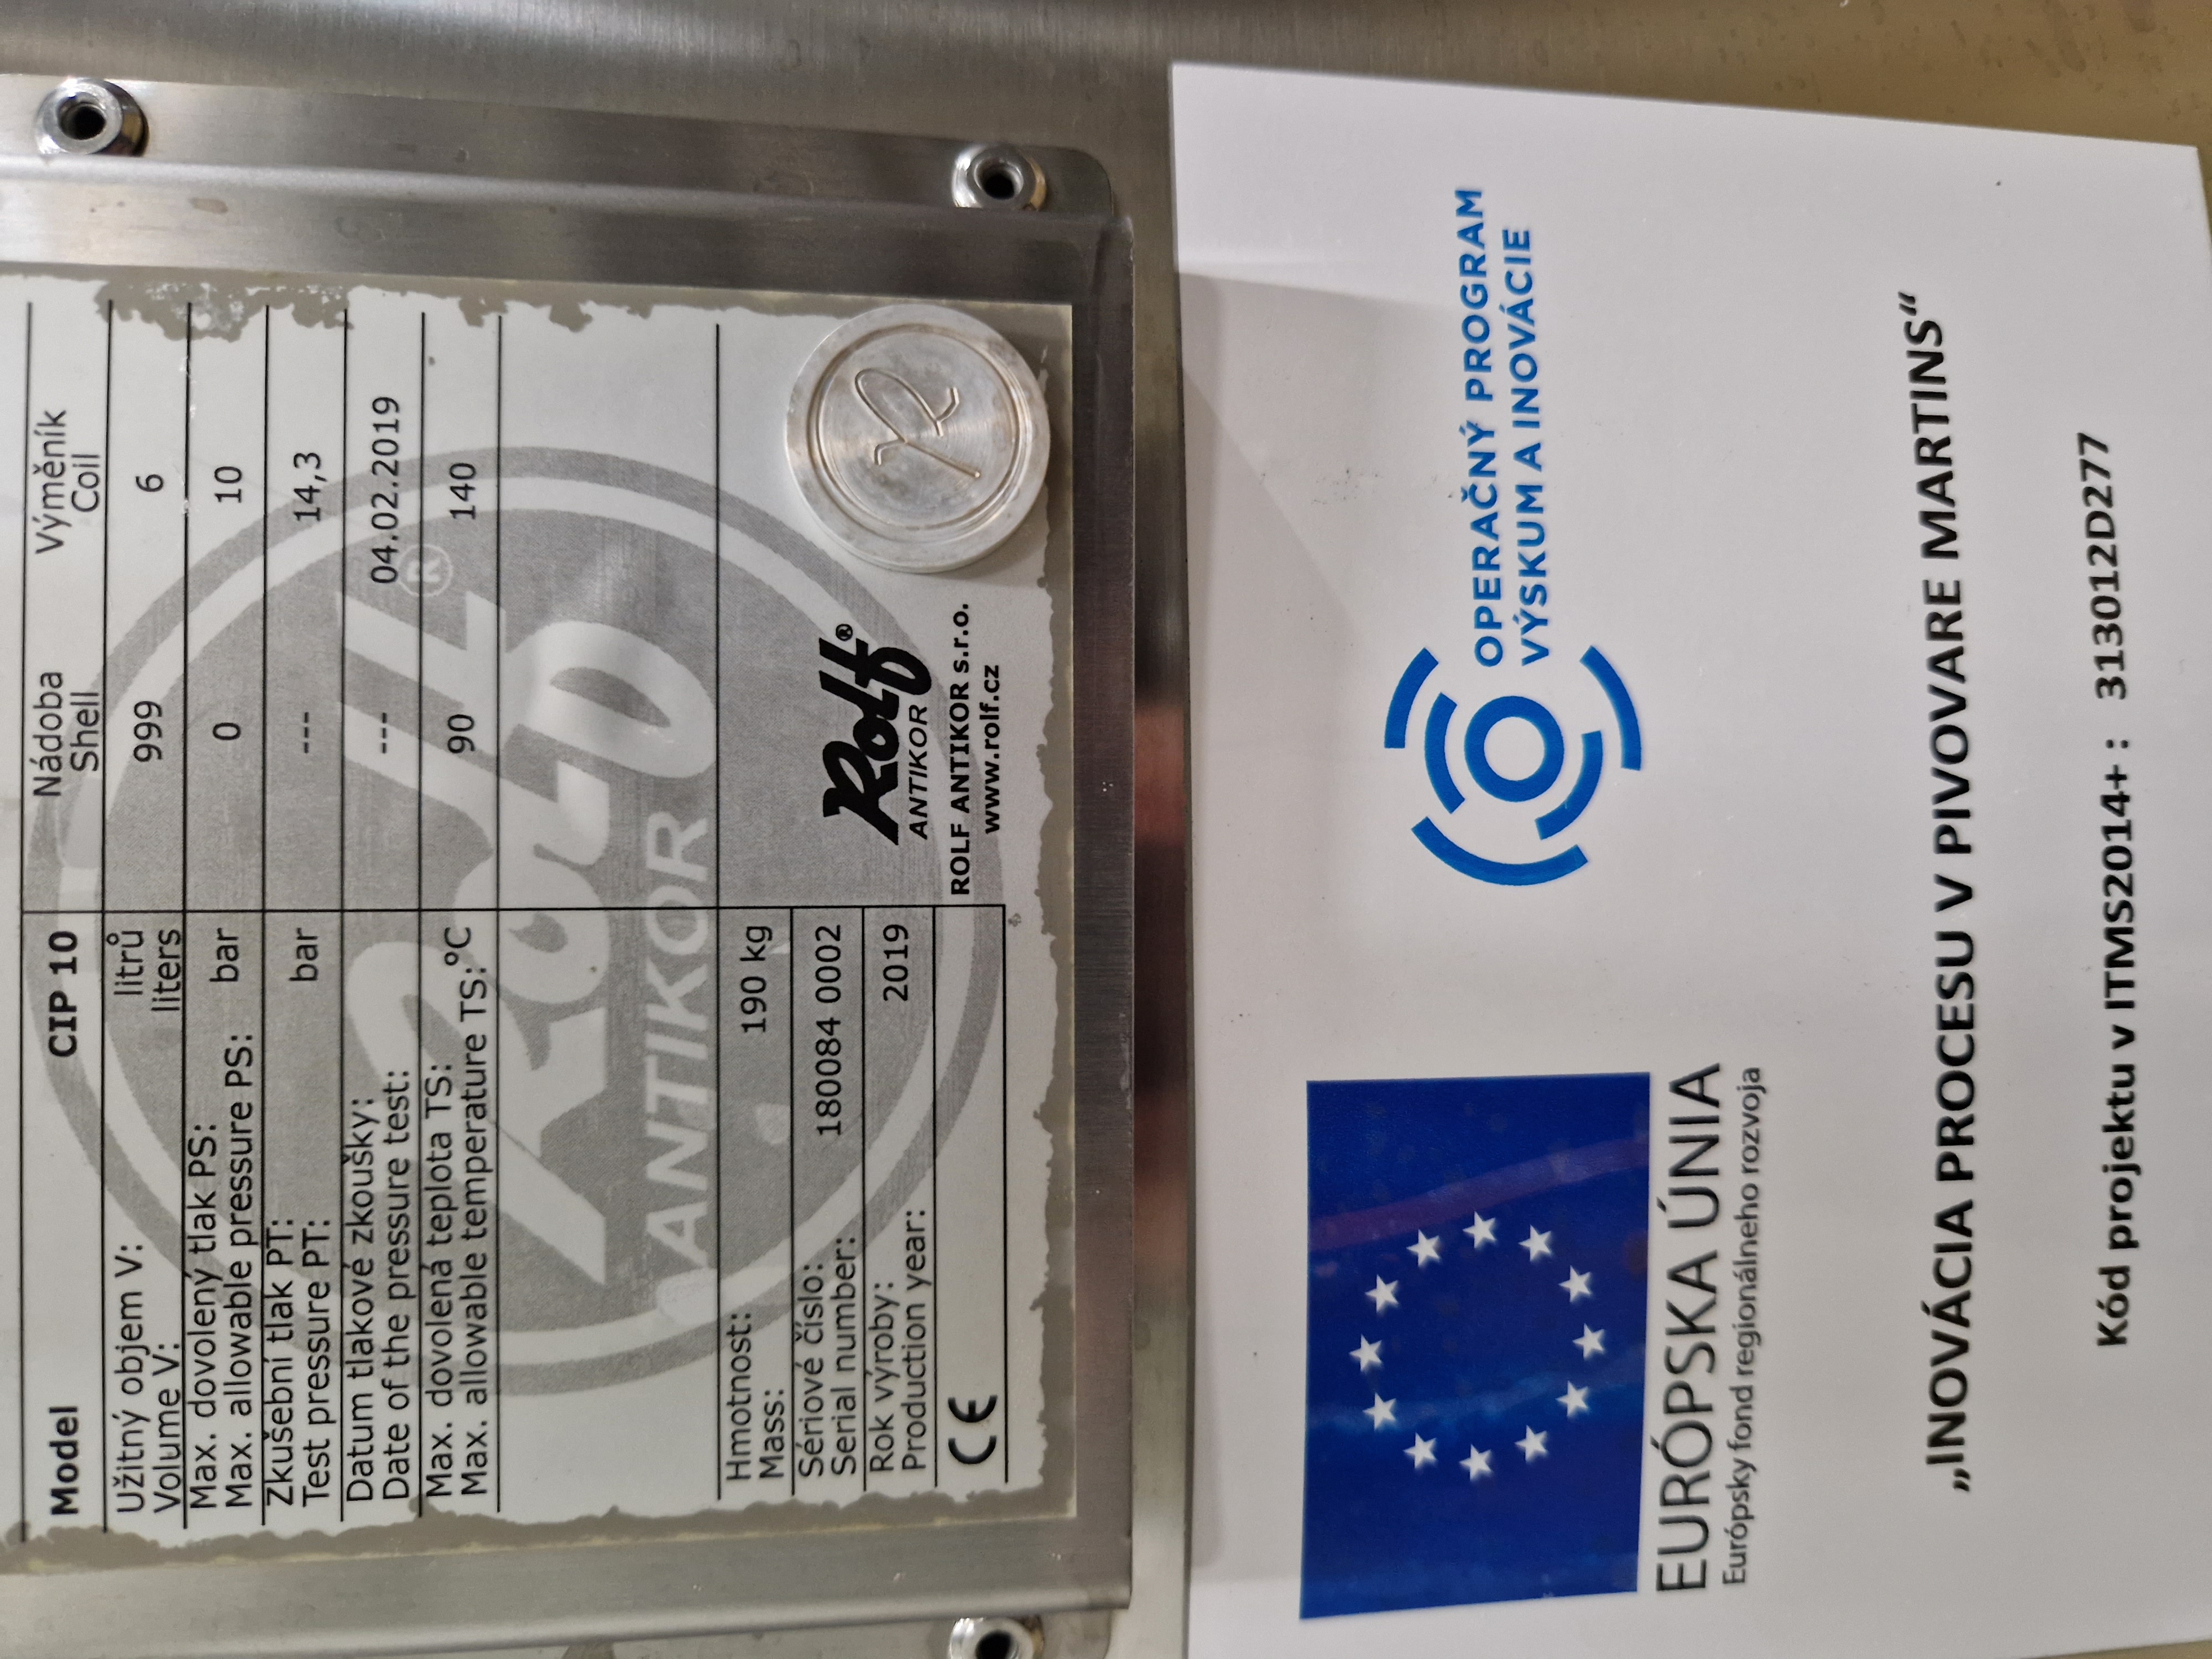 Nádoba Výměník
Model CIP 10 Shell Coil
Užitný objem V: litrů 999 6
Volume V: liters
Max. dovolený tlak PS:
Max. allowable pressure PS: bar 0 10
Zkušební tlak PT:
Test pressure PT: bar --- 14,3
Datum tlakové zkoušky:
Date of the pressure test: --- 04.02.2019
Max. dovolená teplota TS:
Max. allowable temperature TS:°C 90 140
Rolf®
ANTIKOR
Hmotnost:
Mass: 190 kg
Sériové číslo:
Serial number: 180084 0002
Rok výroby:
Production year: 2019
CE
Rolf®
ANTIKOR
ROLF ANTIKOR s.r.o.
www.rolf.cz
R
EURÓPSKA ÚNIA
Európsky fond regionálneho rozvoja
OPERAČNÝ PROGRAM
VÝSKUM A INOVÁCIE
„INOVÁCIA PROCESU V PIVOVARE MARTINS“
Kód projektu v ITMS2014+ : 313012D277